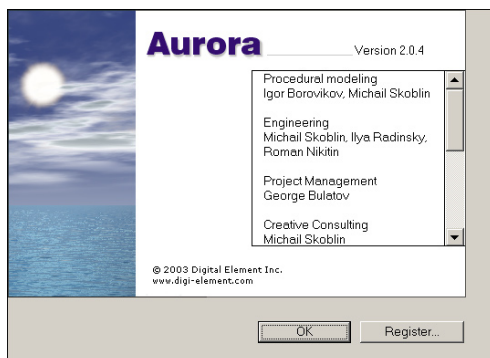 Aurora
Version 2.0.4
Procedural modeling
Igor Borovikov, Michail Skoblin
Engineering
Michail Skoblin, Ilya Radinsky,
Roman Nikitin
Project Management
George Bulatov
Creative Consulting
Michail Skoblin
© 2003 Digital Element Inc.
www.digi-element.com
OK
Register...